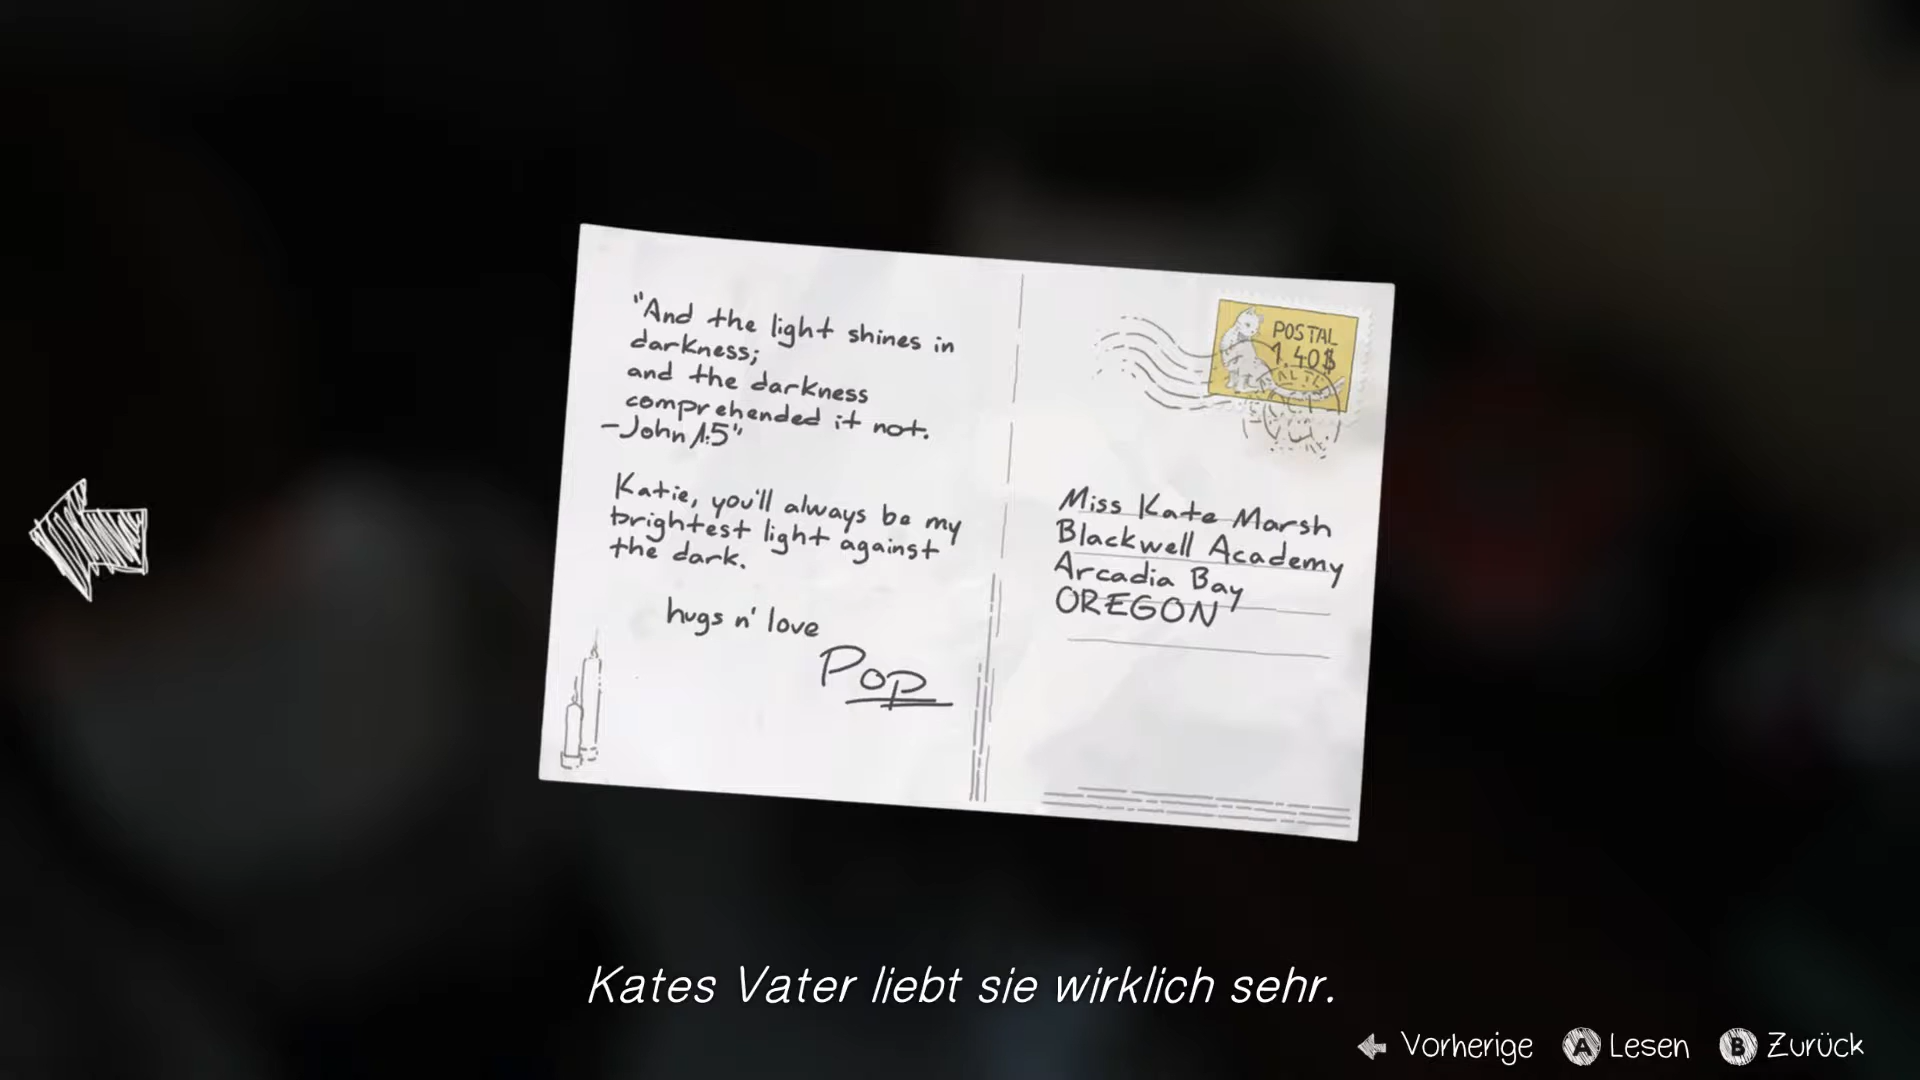 "And the light shines in
darkness;
and the darkness
comprehended it not.
-John 1:5"
Katie, you'll always be my
brightest light against
the dark.
hugs n' love
Pop
POSTAL
1.40$
Miss Kate Marsh
Blackwell Academy
Arcadia Bay
OREGON
Kates Vater liebt sie wirklich sehr.
Vorherige
A Lesen
B Zurück